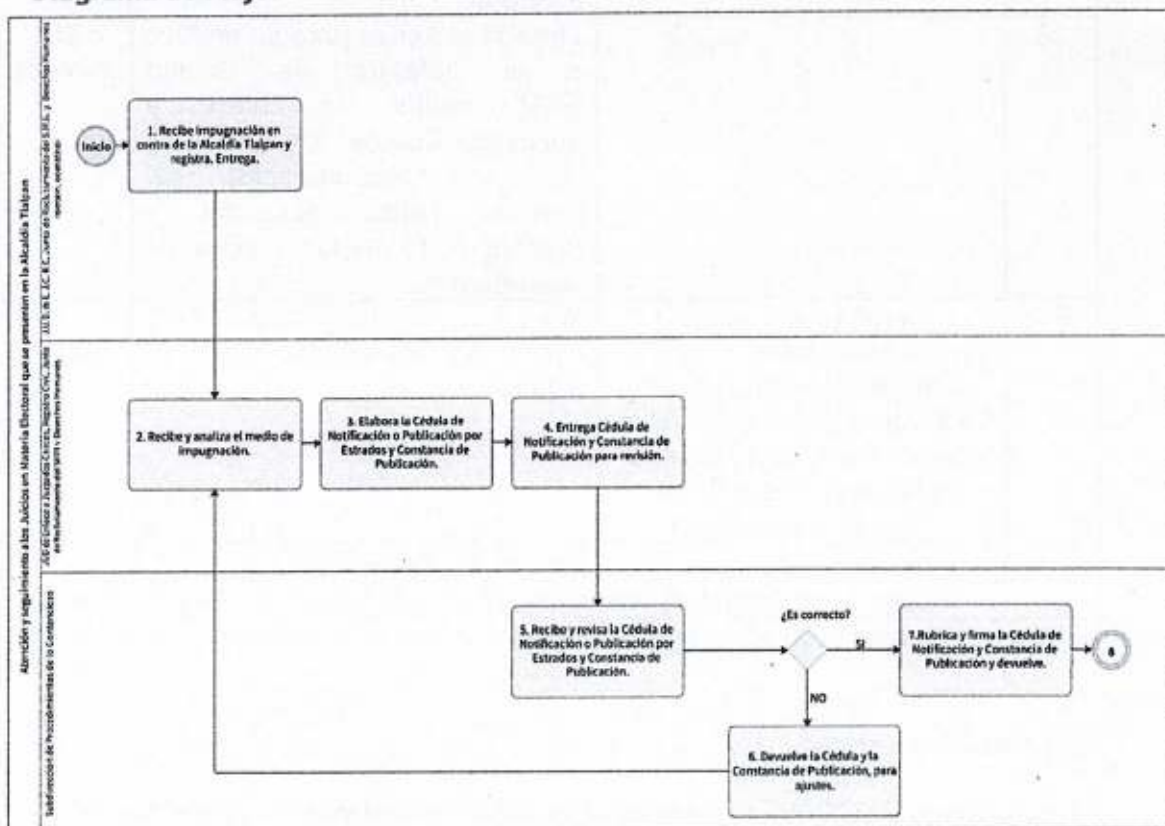 Atención y seguimiento a los Juicios en Materia Electoral que se presenten en la Alcaldía Tlalpan
Inicio
1. Recibe impugnación en
contra de la Alcaldía Tlalpan y
registra. Entrega.
2. Recibe y analiza el medio de
impugnación.
3. Elabora la Cédula de
Notificación o Publicación por
Estrados y Constancia de
Publicación.
4. Entrega Cédula de
Notificación y Constancia de
Publicación para revisión.
Subdirección de Procedimientos de lo Contencioso
5. Recibe y revisa la Cédula de
Notificación o Publicación por
Estrados y Constancia de
Publicación.
¿Es correcto?
SI
NO
7.Rubrica y firma la Cédula de
Notificación y Constancia de
Publicación y devuelve.
6. Devuelve la Cédula y la
Constancia de Publicación, para
ajustes.